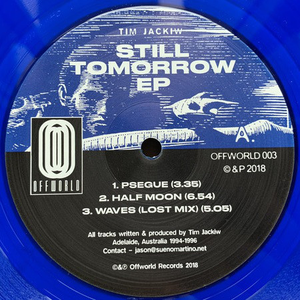 TIM JACKIW
STILL
TOMORROW
EP
A.
OFFWORLD
OFFWORLD 003
©&P 2018
1. PSEGUE (3.35)
2. HALF MOON (6.54)
3. WAVES (LOST MIX) (5.05)
All tracks written & produced by Tim Jackiw
Adelaide, Australia 1994-1996
Contact - jason@suenomartino.net
©&P Offworld Records 2018